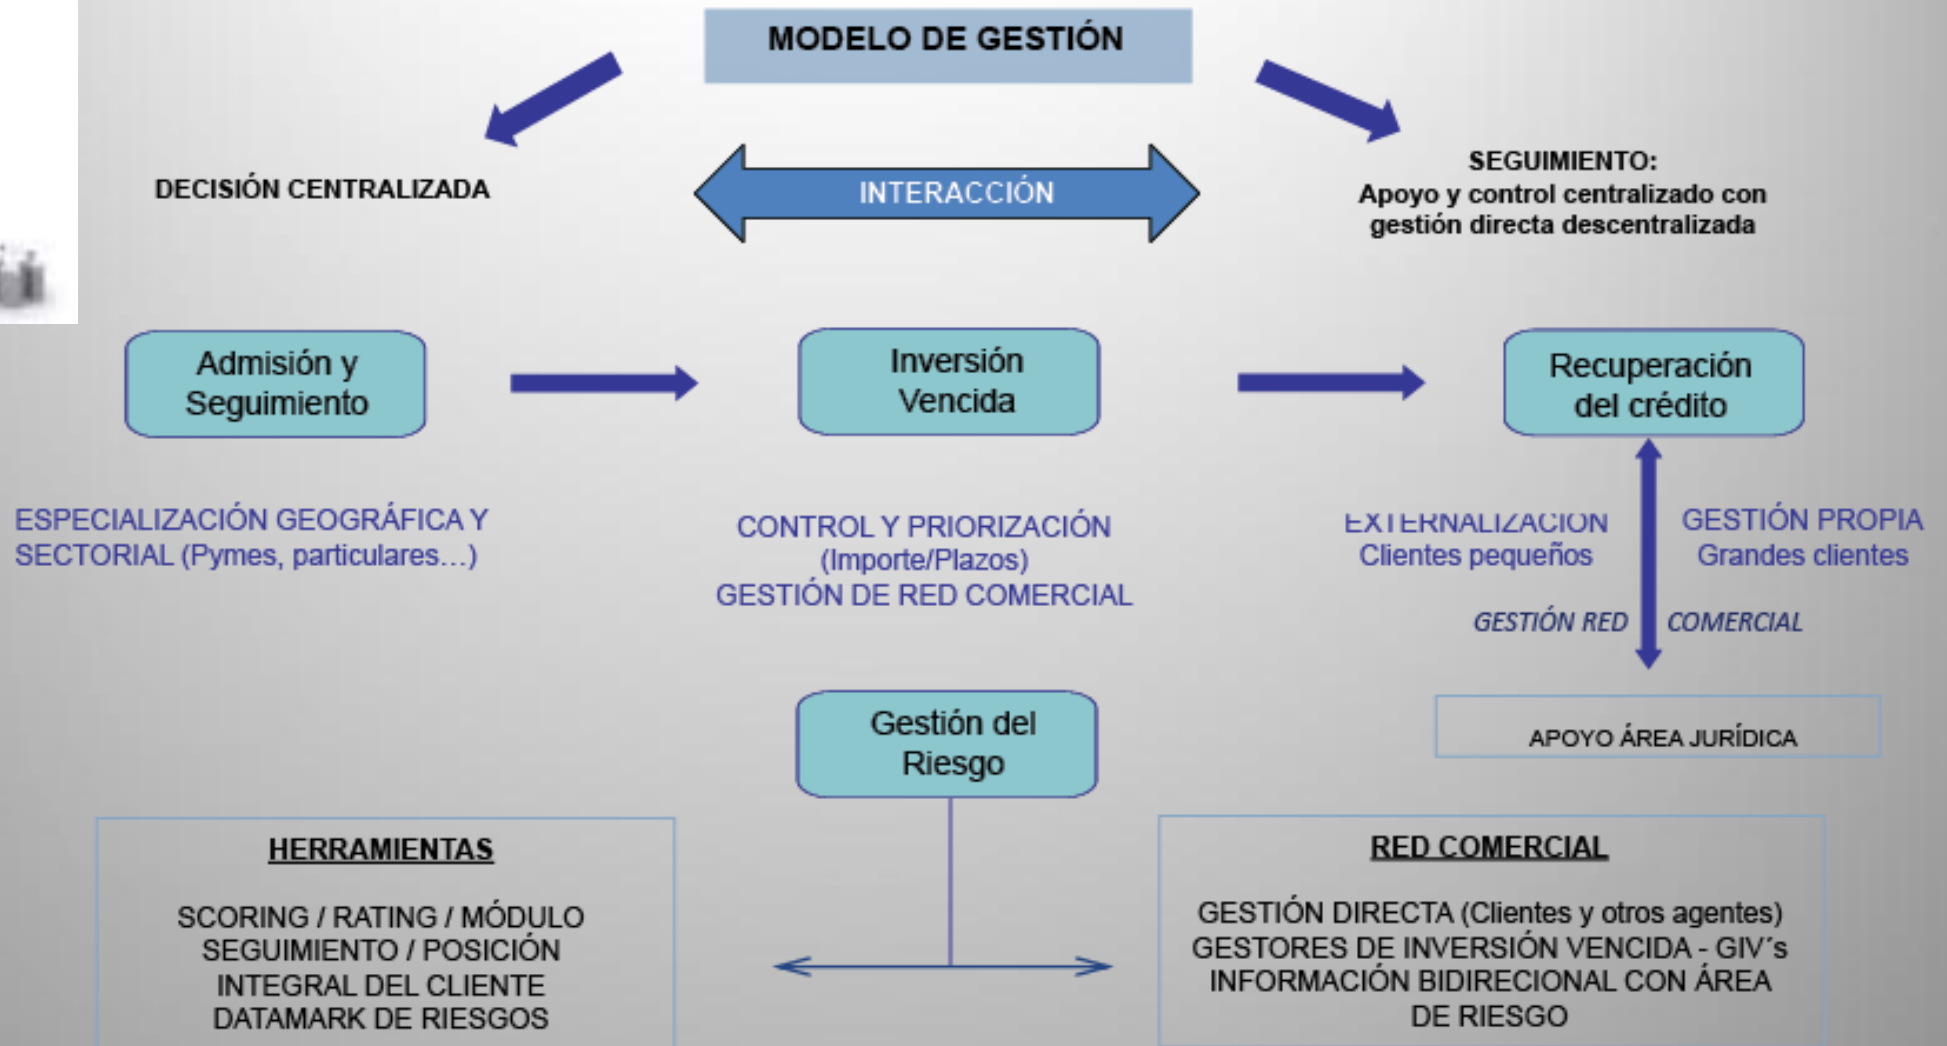 MODELO DE GESTIÓN
DECISIÓN CENTRALIZADA
INTERACCIÓN
SEGUIMIENTO:
Apoyo y control centralizado con
gestión directa descentralizada
Admisión y
Seguimiento
Inversión
Vencida
Recuperación
del crédito
ESPECIALIZACIÓN GEOGRÁFICA Y
SECTORIAL (Pymes, particulares...)
CONTROL Y PRIORIZACIÓN
(Importe/Plazos)
GESTIÓN DE RED COMERCIAL
EXTERNALIZACIÓN
Clientes pequeños
GESTIÓN PROPIA
Grandes clientes
GESTIÓN RED COMERCIAL
APOYO ÁREA JURÍDICA
Gestión del
Riesgo
HERRAMIENTAS
SCORING / RATING / MÓDULO
SEGUIMIENTO / POSICIÓN
INTEGRAL DEL CLIENTE
DATAMARK DE RIESGOS
RED COMERCIAL
GESTIÓN DIRECTA (Clientes y otros agentes)
GESTORES DE INVERSIÓN VENCIDA - GIV´s
INFORMACIÓN BIDIRECIONAL CON ÁREA
DE RIESGO